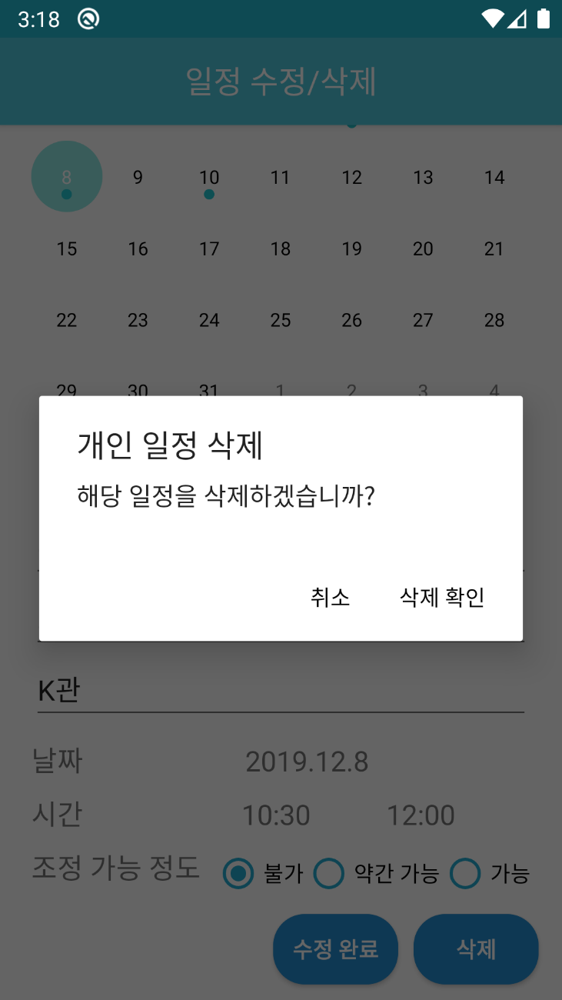 3:18
일정 수정/삭제
8 9 10 11 12 13 14
15 16 17 18 19 20 21
22 23 24 25 26 27 28
29 30 31 1 2 3 4
개인 일정 삭제
해당 일정을 삭제하겠습니까?
취소 삭제 확인
K관
날짜 2019.12.8
시간 10:30 12:00
조정 가능 정도 불가 약간 가능 가능
수정 완료 삭제